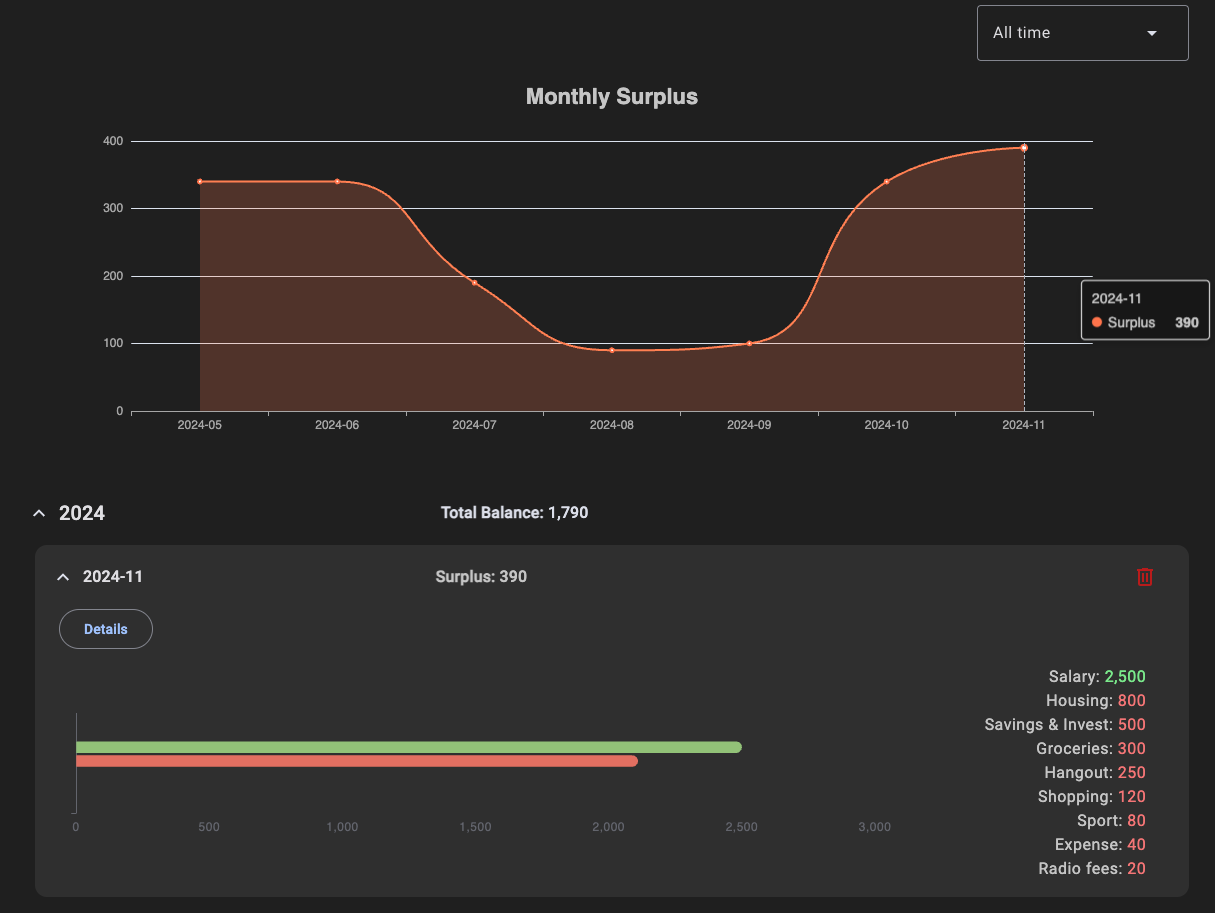 All time
Monthly Surplus
400
300
200
100
0
2024-05 2024-06 2024-07 2024-08 2024-09 2024-10 2024-11
2024-11
Surplus 390
2024 Total Balance: 1,790
2024-11 Surplus: 390
Details
Salary: 2,500
Housing: 800
Savings & Invest: 500
Groceries: 300
Hangout: 250
Shopping: 120
Sport: 80
Expense: 40
Radio fees: 20
0 500 1,000 1,500 2,000 2,500 3,000